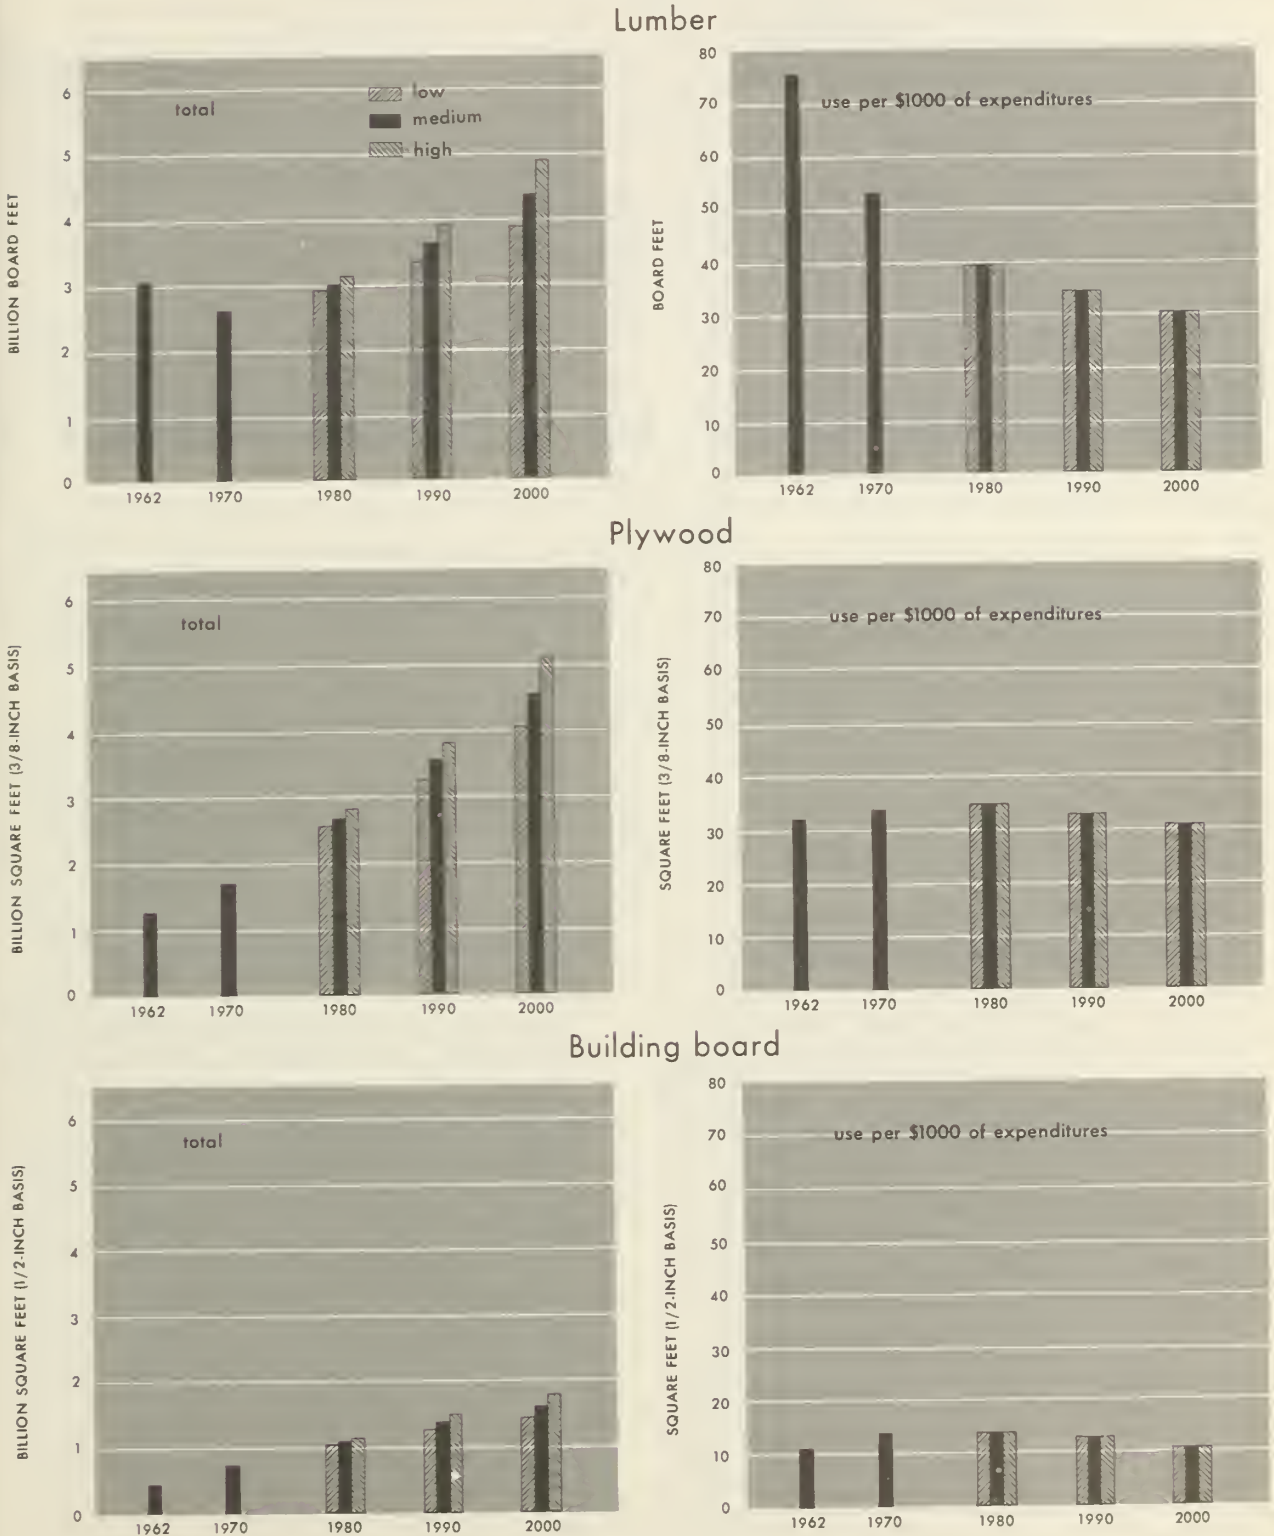 Lumber
total
low
medium
high
BILLION BOARD FEET
6
5
4
3
2
1
0
1962 1970 1980 1990 2000
use per $1000 of expenditures
BOARD FEET
80
70
60
50
40
30
20
10
0
1962 1970 1980 1990 2000
Plywood
total
BILLION SQUARE FEET (3/8-INCH BASIS)
6
5
4
3
2
1
0
1962 1970 1980 1990 2000
use per $1000 of expenditures
SQUARE FEET (3/8-INCH BASIS)
80
70
60
50
40
30
20
10
0
1962 1970 1980 1990 2000
Building board
total
BILLION SQUARE FEET (1/2-INCH BASIS)
6
5
4
3
2
1
0
1962 1970 1980 1990 2000
use per $1000 of expenditures
SQUARE FEET (1/2-INCH BASIS)
80
70
60
50
40
30
20
10
0
1962 1970 1980 1990 2000